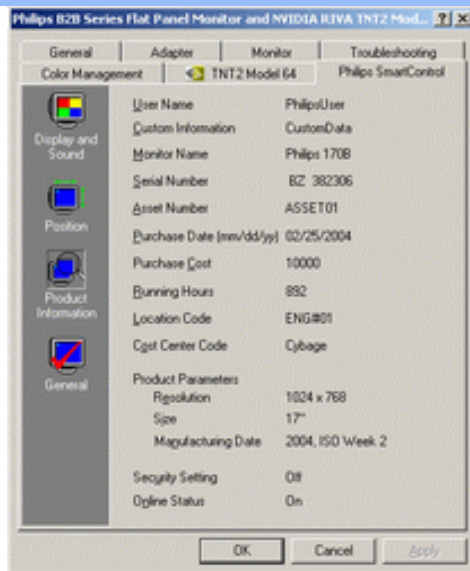 Philips B2B Series Flat Panel Monitor and NVIDIA RIVA TNT2 Mod...
General Adapter Monitor Troubleshooting
Color Management TNT2 Model 64 Philips SmartControl
Display and Sound
Position
Product Information
General
User Name PhilipsUser
Custom Information CustomData
Monitor Name Philips 170B
Serial Number BZ 382306
Asset Number ASSET01
Purchase Date (mm/dd/yy) 02/25/2004
Purchase Cost 10000
Running Hours 892
Location Code ENG#01
Cost Center Code Cybage
Product Parameters
Resolution 1024 x 768
Size 17"
Manufacturing Date 2004, ISO Week 2
Security Setting Off
Online Status On
OK Cancel Apply